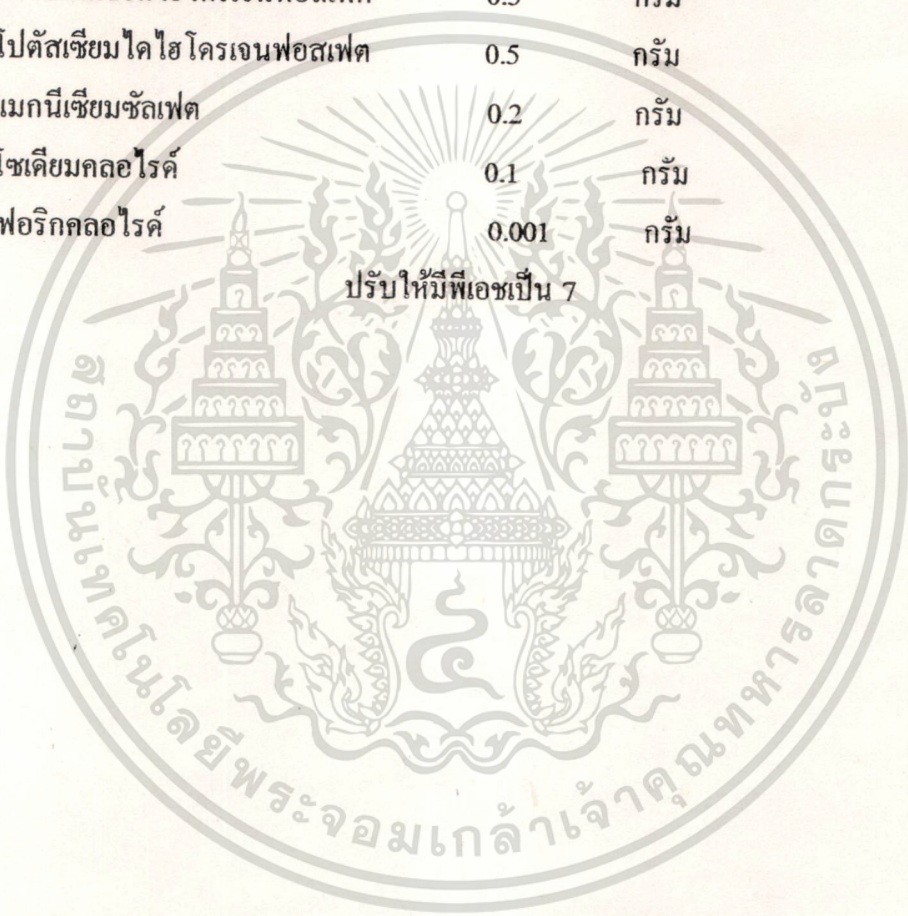 โปตัสเซียมไดไฮโดรเจนฟอสเฟต 0.5 กรัม
แมกนีเซียมซัลเฟต 0.2 กรัม
โซเดียมคลอไรด์ 0.1 กรัม
เฟอริกคลอไรด์ 0.001 กรัม
ปรับให้มีพีเอชเป็น 7
สถาบันเทคโนโลยีพระจอมเกล้าเจ้าคุณทหารลาดกระบัง